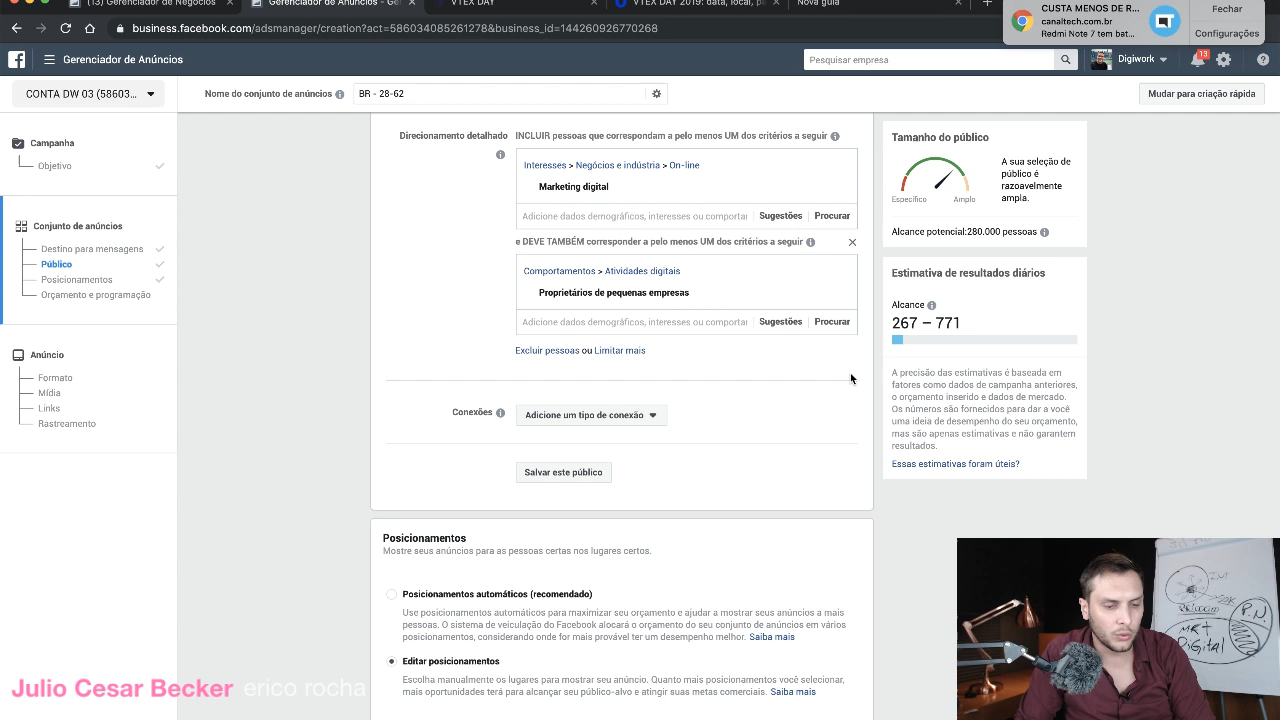 (13) Gerenciador de Negócios
Gerenciador de Anúncios - Ger
VTEX DAY
VTEX DAY 2019: data, local, p
Nova guia
CUSTA MENOS DE R...
canaltech.com.br
Redmi Note 7 tem bat...
Fechar
Configurações
business.facebook.com/adsmanager/creation?act=586034085261278&business_id=144260926770268
Gerenciador de Anúncios
Pesquisar empresa
Digiwork
13
CONTA DW 03 (58603...
Nome do conjunto de anúncios
BR - 28-62
Mudar para criação rápida
Campanha
Objetivo
Conjunto de anúncios
Destino para mensagens
Público
Posicionamentos
Orçamento e programação
Anúncio
Formato
Mídia
Links
Rastreamento
Direcionamento detalhado
INCLUIR pessoas que correspondam a pelo menos UM dos critérios a seguir
Interesses > Negócios e indústria > On-line
Marketing digital
Adicione dados demográficos, interesses ou comportar
Sugestões
Procurar
e DEVE TAMBÉM corresponder a pelo menos UM dos critérios a seguir
Comportamentos > Atividades digitais
Proprietários de pequenas empresas
Adicione dados demográficos, interesses ou comportar
Sugestões
Procurar
Excluir pessoas ou Limitar mais
Conexões
Adicione um tipo de conexão
Salvar este público
Posicionamentos
Mostre seus anúncios para as pessoas certas nos lugares certos.
Posicionamentos automáticos (recomendado)
Use posicionamentos automáticos para maximizar seu orçamento e ajudar a mostrar seus anúncios a mais
pessoas. O sistema de veiculação do Facebook alocará o orçamento do seu conjunto de anúncios em vários
posicionamentos, considerando onde for mais provável ter um desempenho melhor. Saiba mais
Editar posicionamentos
Escolha manualmente os lugares para mostrar seu anúncio. Quanto mais posicionamentos você selecionar,
mais oportunidades terá para alcançar seu público-alvo e atingir suas metas comerciais. Saiba mais
Tamanho do público
Específico
Amplo
A sua seleção de
público é
razoavelmente
ampla.
Alcance potencial:280.000 pessoas
Estimativa de resultados diários
Alcance
267 – 771
A precisão das estimativas é baseada em
fatores como dados de campanha anteriores,
o orçamento inserido e dados de mercado.
Os números são fornecidos para dar a você
uma ideia de desempenho do seu orçamento,
mas são apenas estimativas e não garantem
resultados.
Essas estimativas foram úteis?
MKT
DIGITAL
P.N.
Julio Cesar Becker erico rocha